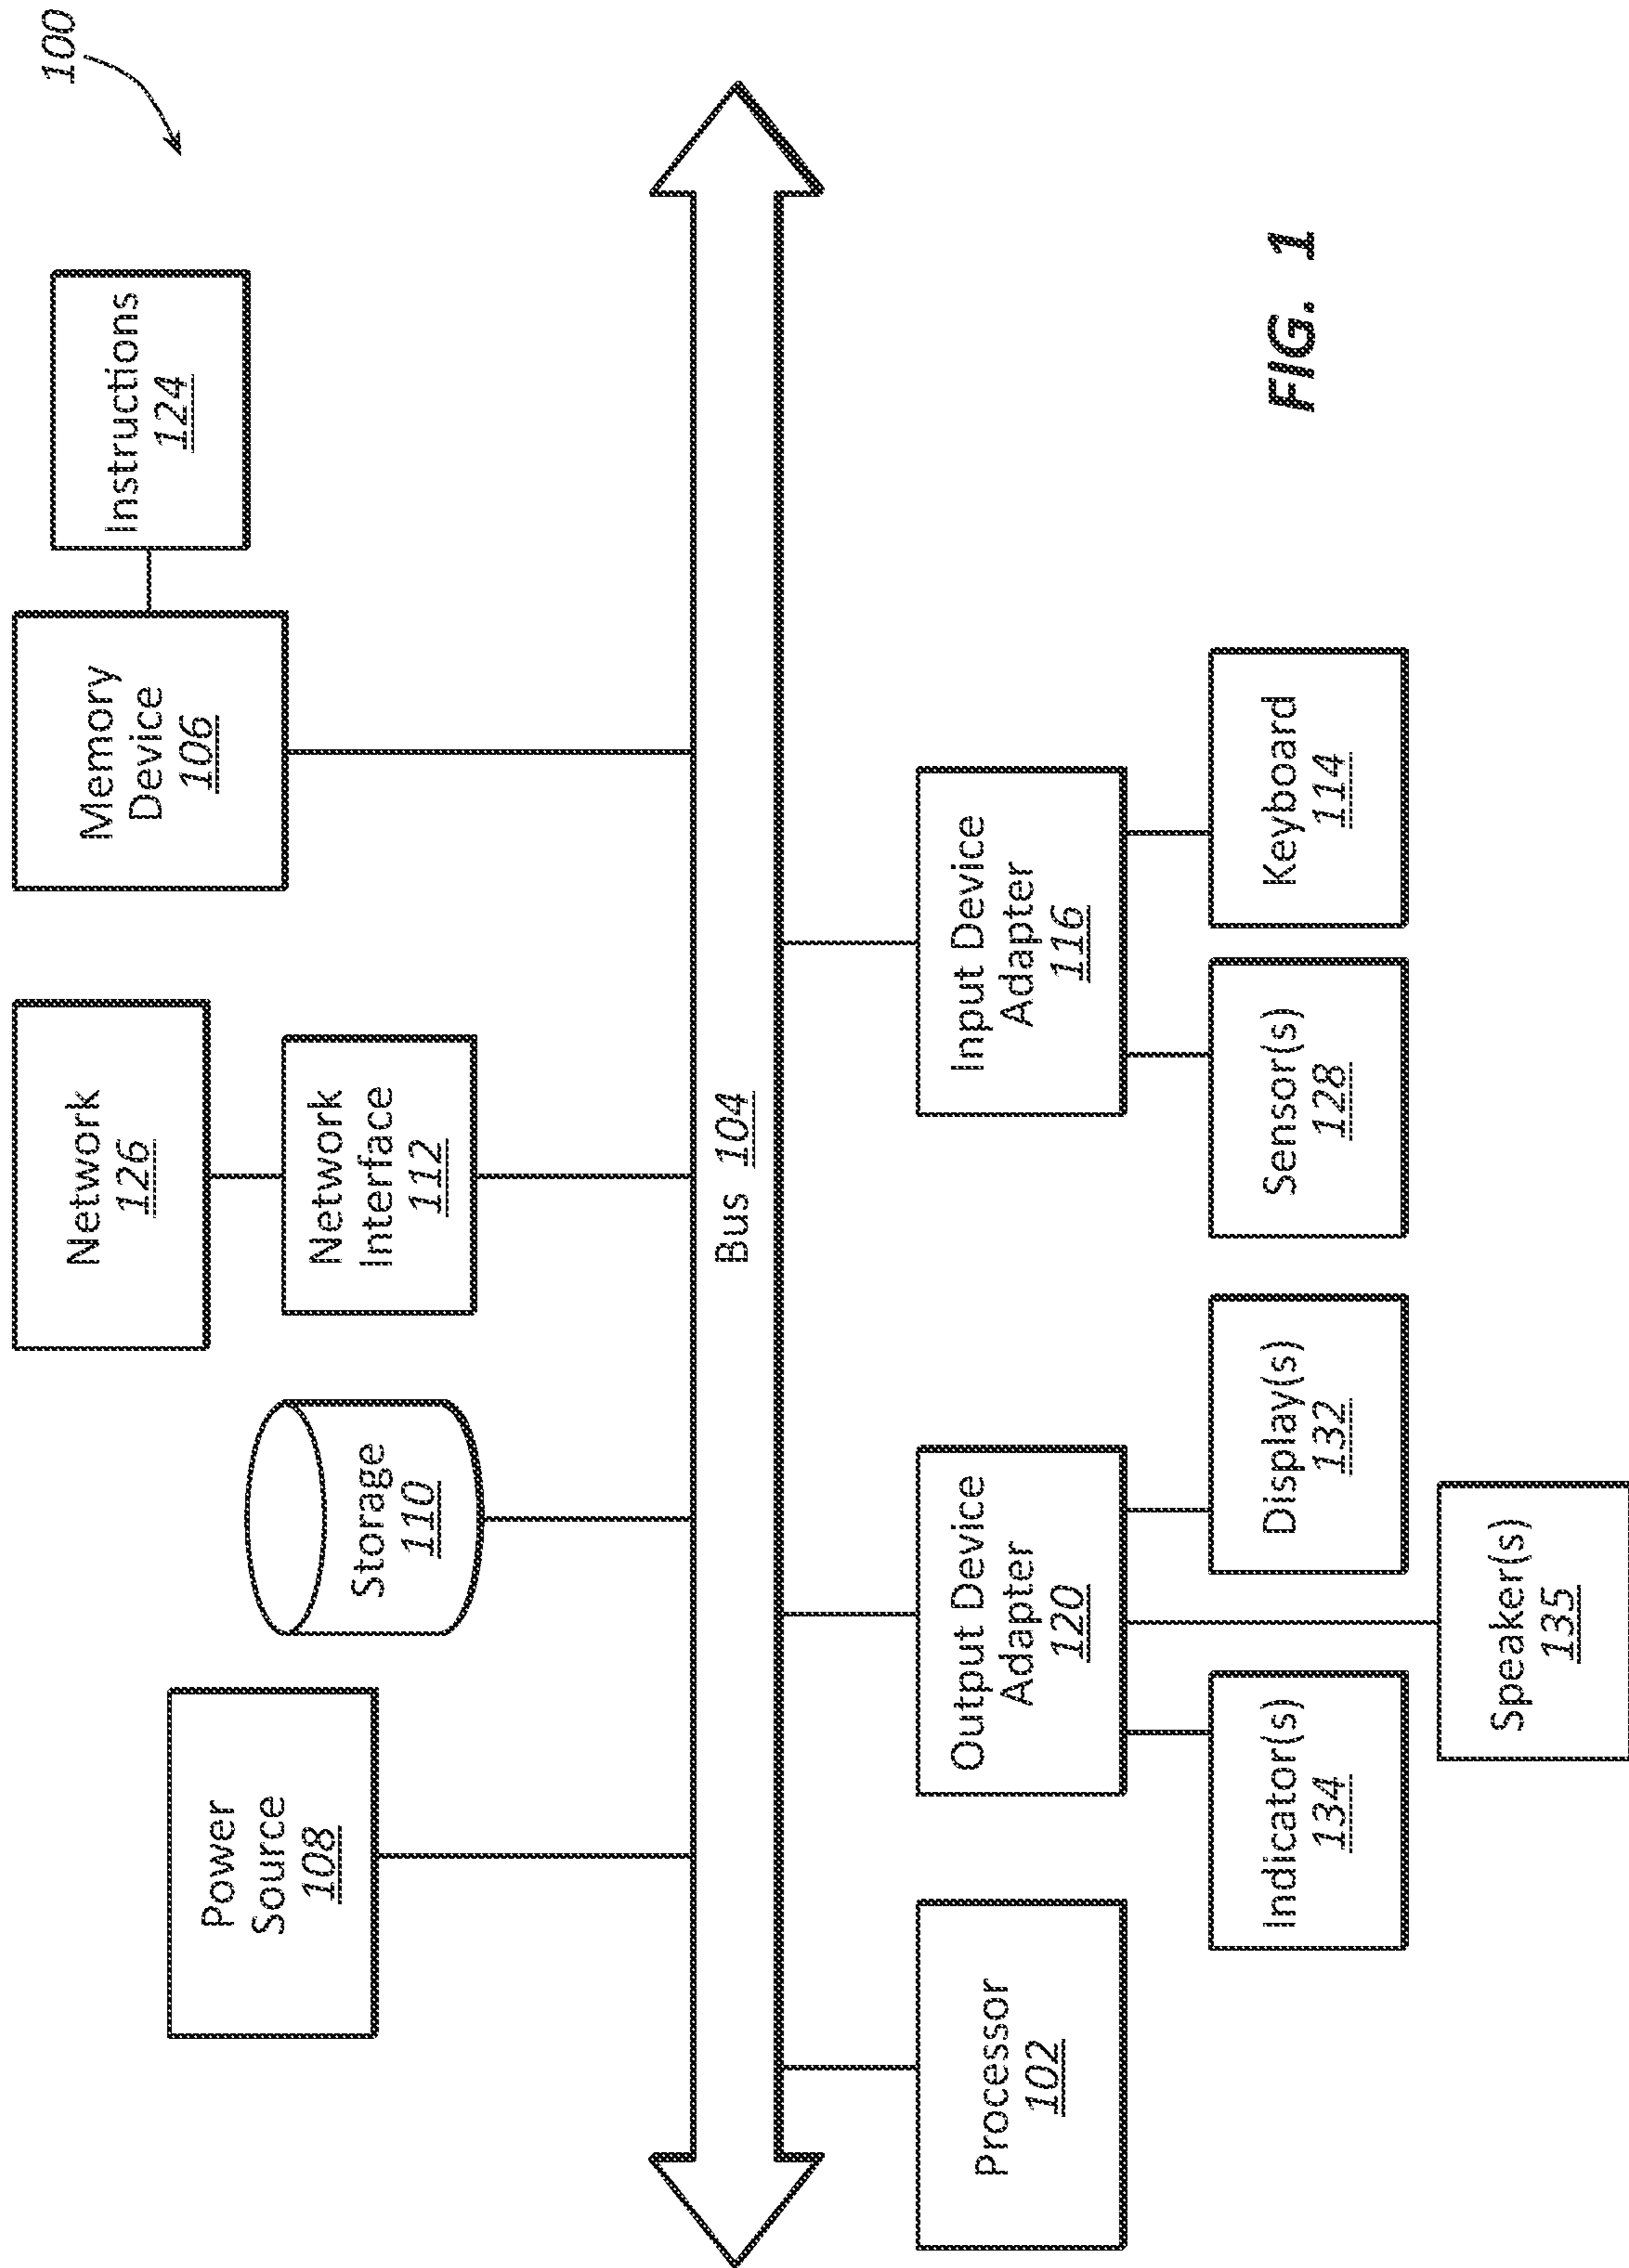 100
Power
Source
108
Storage
110
Network
126
Network
Interface
112
Memory
Device
106
Instructions
124
Bus 104
Processor
102
Output Device
Adapter
120
Input Device
Adapter
116
Indicator(s)
134
Display(s)
132
Sensor(s)
128
Keyboard
114
Speaker(s)
135
FIG. 1